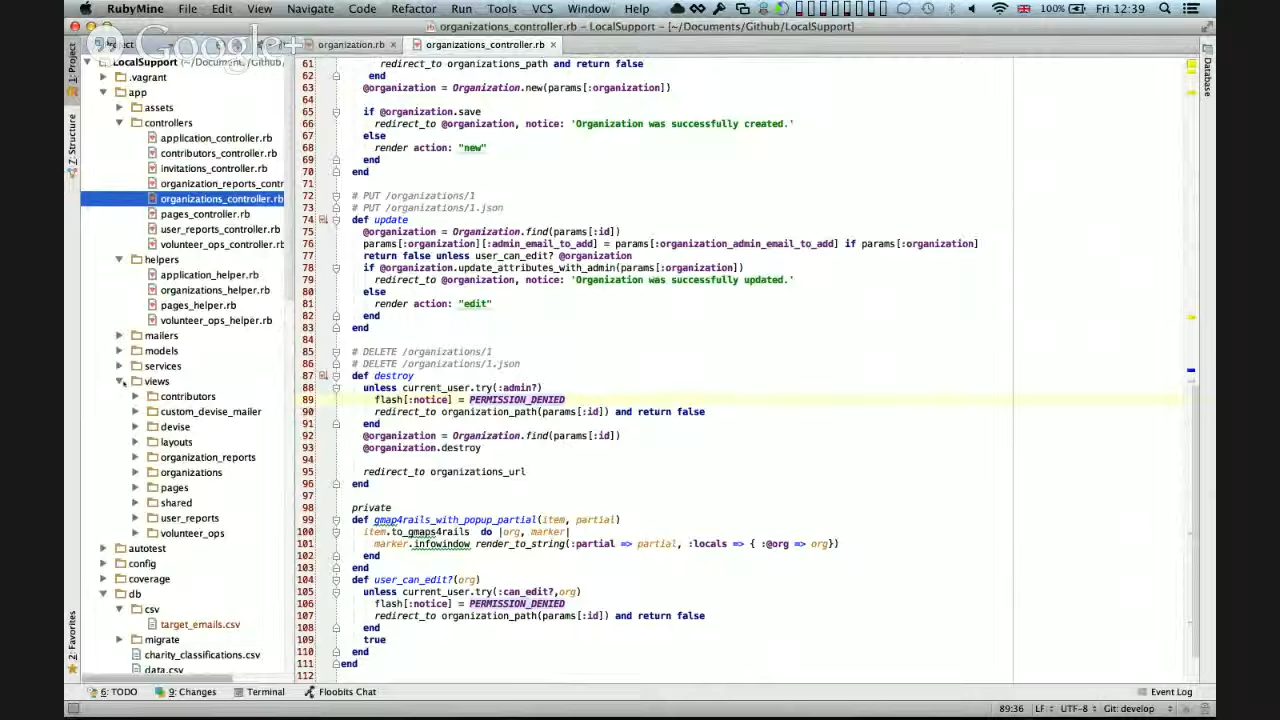 RubyMine File Edit View Navigate Code Refactor Run Tools VCS Window Help 100% Fri 12:39
organizations_controller.rb – LocalSupport – [~/Documents/Github/LocalSupport]
Google+
Project
organization.rb
organizations_controller.rb
1: Project
Z: Structure
2: Favorites
Database
LocalSupport (~/Documents/Github/
.vagrant
app
assets
controllers
application_controller.rb
contributors_controller.rb
invitations_controller.rb
organization_reports_contr
organizations_controller.rb
pages_controller.rb
user_reports_controller.rb
volunteer_ops_controller.rb
helpers
application_helper.rb
organizations_helper.rb
pages_helper.rb
volunteer_ops_helper.rb
mailers
models
services
views
contributors
custom_devise_mailer
devise
layouts
organization_reports
organizations
pages
shared
user_reports
volunteer_ops
autotest
config
coverage
db
csv
target_emails.csv
migrate
charity_classifications.csv
data.csv
61 redirect_to organizations_path and return false
62 end
63 @organization = Organization.new(params[:organization])
64
65 if @organization.save
66 redirect_to @organization, notice: 'Organization was successfully created.'
67 else
68 render action: "new"
69 end
70 end
71
72 # PUT /organizations/1
73 # PUT /organizations/1.json
74 def update
75 @organization = Organization.find(params[:id])
76 params[:organization][:admin_email_to_add] = params[:organization_admin_email_to_add] if params[:organization]
77 return false unless user_can_edit? @organization
78 if @organization.update_attributes_with_admin(params[:organization])
79 redirect_to @organization, notice: 'Organization was successfully updated.'
80 else
81 render action: "edit"
82 end
83 end
84
85 # DELETE /organizations/1
86 # DELETE /organizations/1.json
87 def destroy
88 unless current_user.try(:admin?)
89 flash[:notice] = PERMISSION_DENIED
90 redirect_to organization_path(params[:id]) and return false
91 end
92 @organization = Organization.find(params[:id])
93 @organization.destroy
94
95 redirect_to organizations_url
96 end
97
98 private
99 def gmap4rails_with_popup_partial(item, partial)
100 item.to_gmaps4rails do |org, marker|
101 marker.infowindow render_to_string(:partial => partial, :locals => { :@org => org})
102 end
103 end
104 def user_can_edit?(org)
105 unless current_user.try(:can_edit?,org)
106 flash[:notice] = PERMISSION_DENIED
107 redirect_to organization_path(params[:id]) and return false
108 end
109 true
110 end
111 end
112
6: TODO 9: Changes Terminal Floobits Chat Event Log
89:36 LF UTF-8 Git: develop